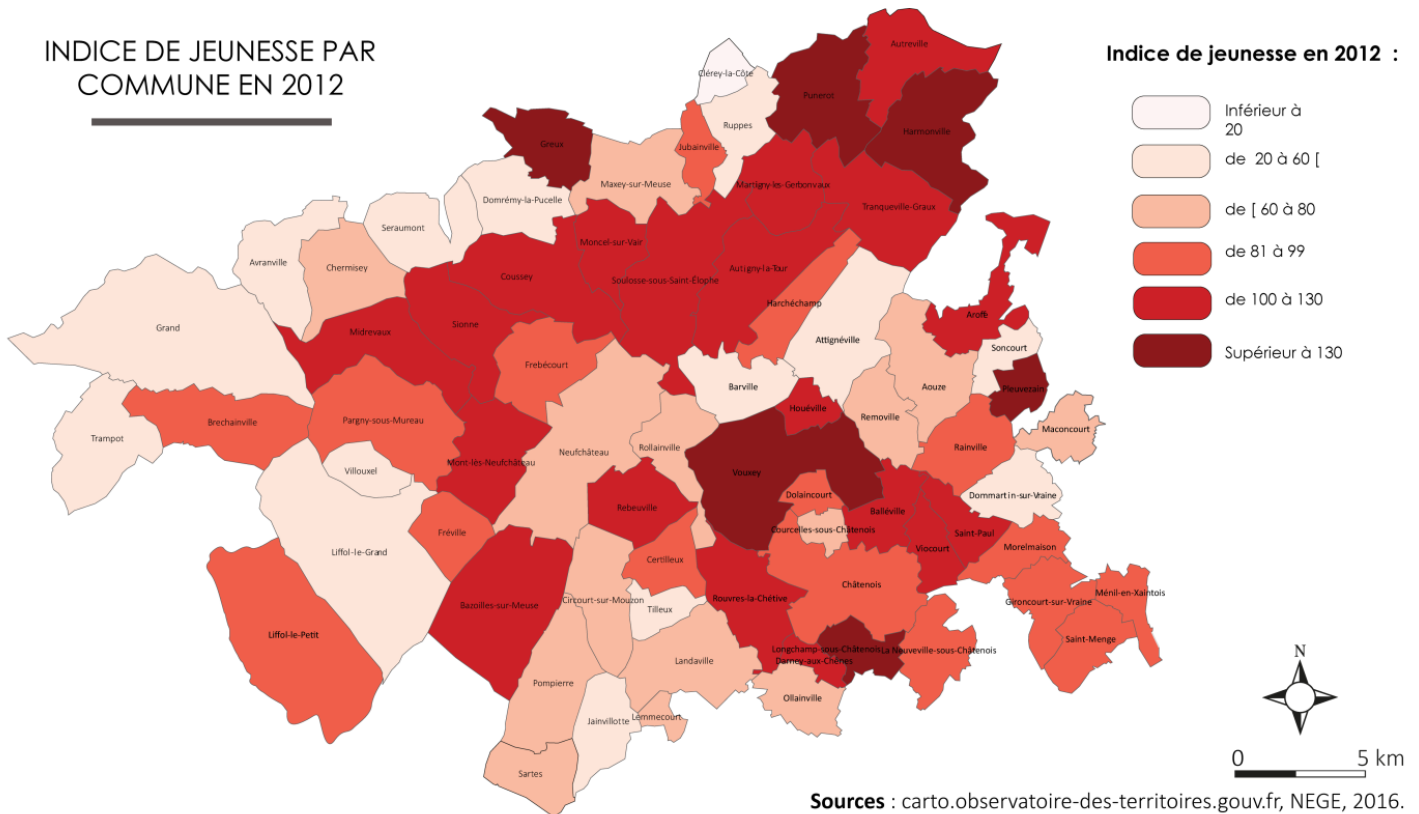 INDICE DE JEUNESSE PAR
COMMUNE EN 2012
Indice de jeunesse en 2012 :
Inférieur à
20
de 20 à 60 [
de [ 60 à 80
de 81 à 99
de 100 à 130
Supérieur à 130
Autreville
Clérey-la-Côte
Punerot
Ruppes
Harmonville
Greux
Jubainville
Maxey-sur-Meuse
Martigny-les-Gerbonvaux
Domrémy-la-Pucelle
Tranqueville-Graux
Seraumont
Moncel-sur-Vair
Avranville
Chermisey
Coussey
Soulosse-sous-Saint-Élophe
Autigny-la-Tour
Harchéchamp
Aroffe
Grand
Midrevaux
Sionne
Attignéville
Soncourt
Frebécourt
Barville
Aouze
Pleuvezain
Houéville
Removille
Brechainville
Pargny-sous-Mureau
Maconcourt
Trampot
Neufchâteau
Rollainville
Rainville
Mont-lès-Neufchâteau
Villouxel
Vouxey
Dolaincourt
Dommartin-sur-Vraine
Rebeuville
Balléville
Courcelles-sous-Châtenois
Saint-Paul
Fréville
Viocourt
Morelmaison
Liffol-le-Grand
Certilleux
Châtenois
Ménil-en-Xaintois
Bazoilles-sur-Meuse
Circourt-sur-Mouzon
Rouvres-la-Chétive
Gironcourt-sur-Vraine
Tilleux
Liffol-le-Petit
Saint-Menge
Longchamp-sous-Châtenois
La Neuveville-sous-Châtenois
Landaville
Darney-aux-Chênes
Pompierre
Ollainville
Jainvillotte
Lemmecourt
Sartes
N
0 5 km
Sources : carto.observatoire-des-territoires.gouv.fr, NEGE, 2016.